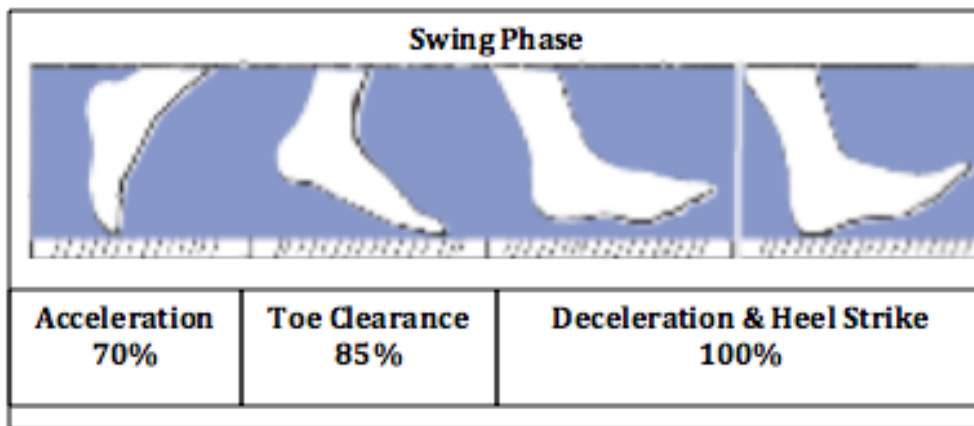 Swing Phase
Acceleration
70%
Toe Clearance
85%
Deceleration & Heel Strike
100%